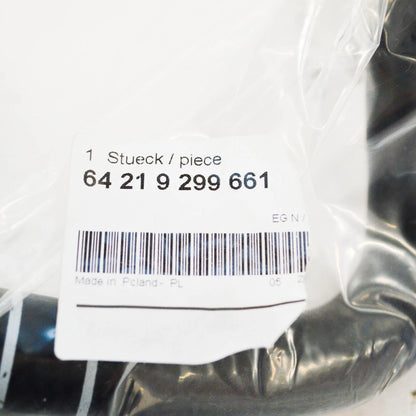 1 Stueck / piece
64 21 9 299 661
EG N /
Made in Poland - PL 05